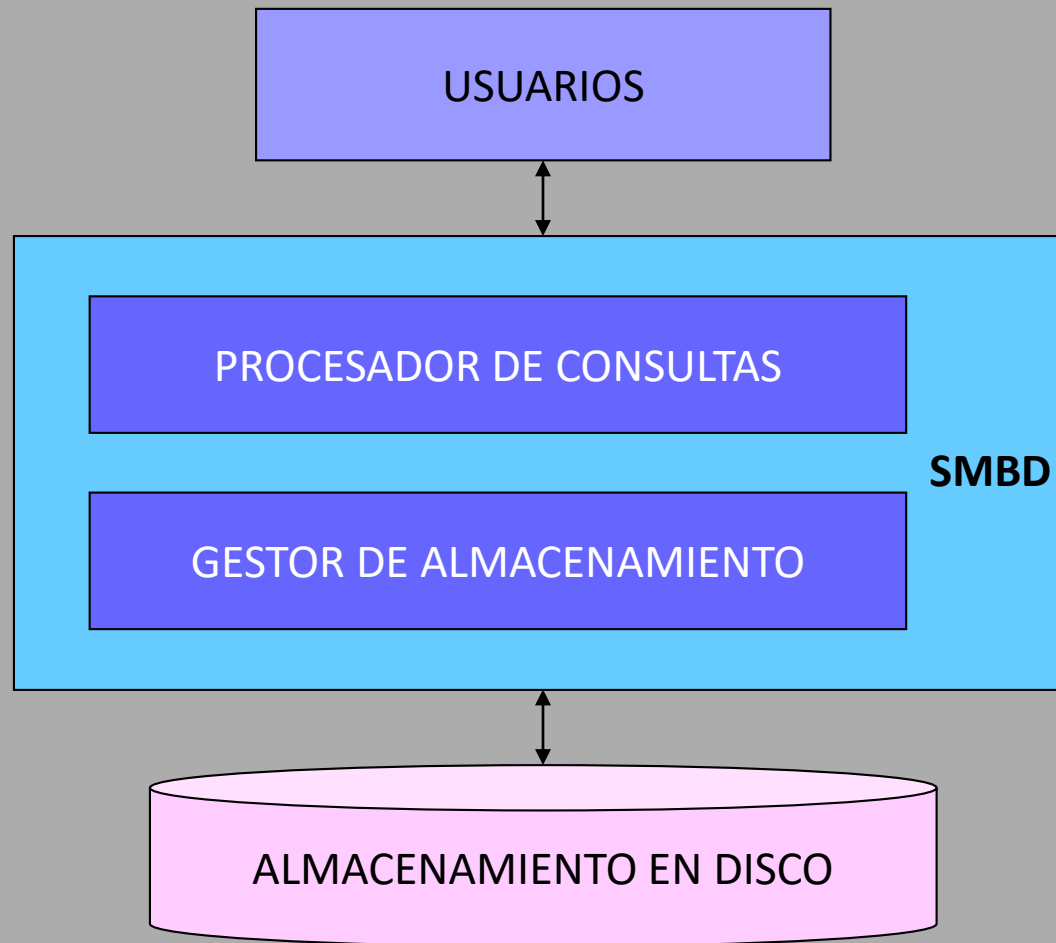 USUARIOS
PROCESADOR DE CONSULTAS
SMBD
GESTOR DE ALMACENAMIENTO
ALMACENAMIENTO EN DISCO